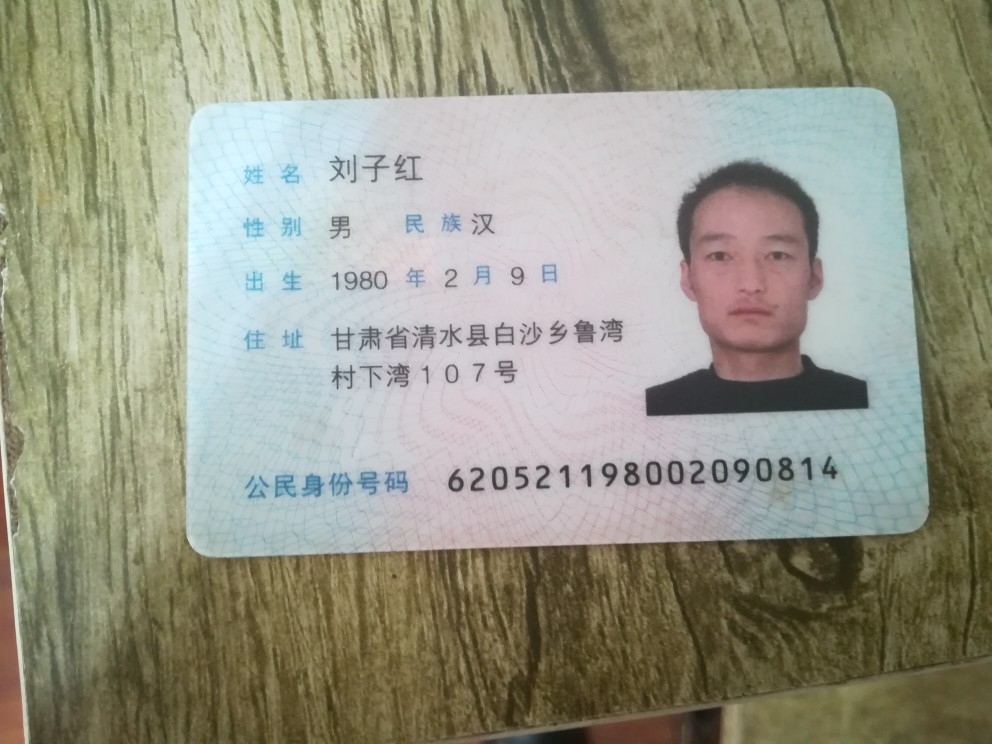 姓名 刘子红
性别 男 民族 汉
出生 1980 年 2 月 9 日
住址 甘肃省清水县白沙乡鲁湾
村下湾107号
公民身份号码 620521198002090814